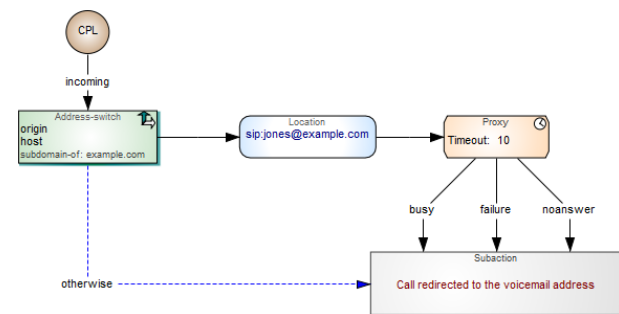 CPL
incoming
Address-switch
origin
host
subdomain-of: example.com
Location
sip:jones@example.com
Proxy
Timeout: 10
busy failure noanswer
otherwise
Subaction
Call redirected to the voicemail address